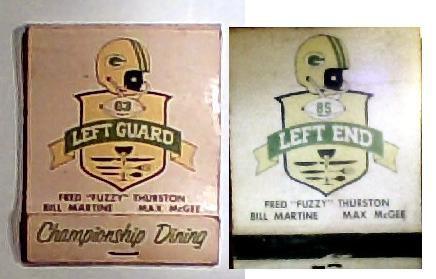 G
63
LEFT GUARD
FRED "FUZZY" THURSTON
BILL MARTINE MAX McGEE
Championship Dining
G
85
LEFT END
FRED "FUZZY" THURSTON
BILL MARTINE MAX McGEE